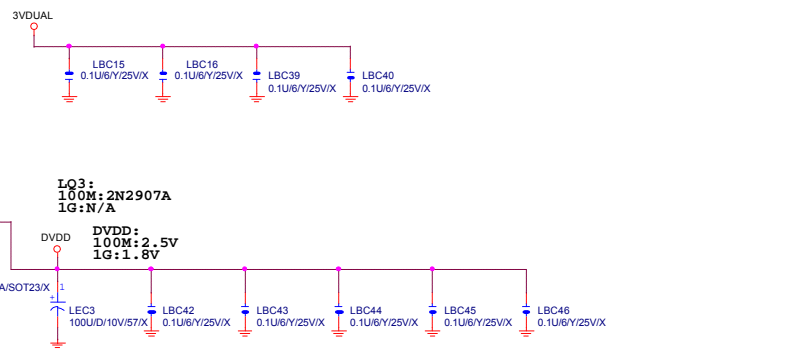 3VDUAL
LBC15
0.1U/6/Y/25V/X
LBC16
0.1U/6/Y/25V/X
LBC39
0.1U/6/Y/25V/X
LBC40
0.1U/6/Y/25V/X
LQ3:
100M:2N2907A
1G:N/A
DVDD:
100M:2.5V
1G:1.8V
DVDD
A/SOT23/X
1
+
LEC3
100U/D/10V/57/X
LBC42
0.1U/6/Y/25V/X
LBC43
0.1U/6/Y/25V/X
LBC44
0.1U/6/Y/25V/X
LBC45
0.1U/6/Y/25V/X
LBC46
0.1U/6/Y/25V/X